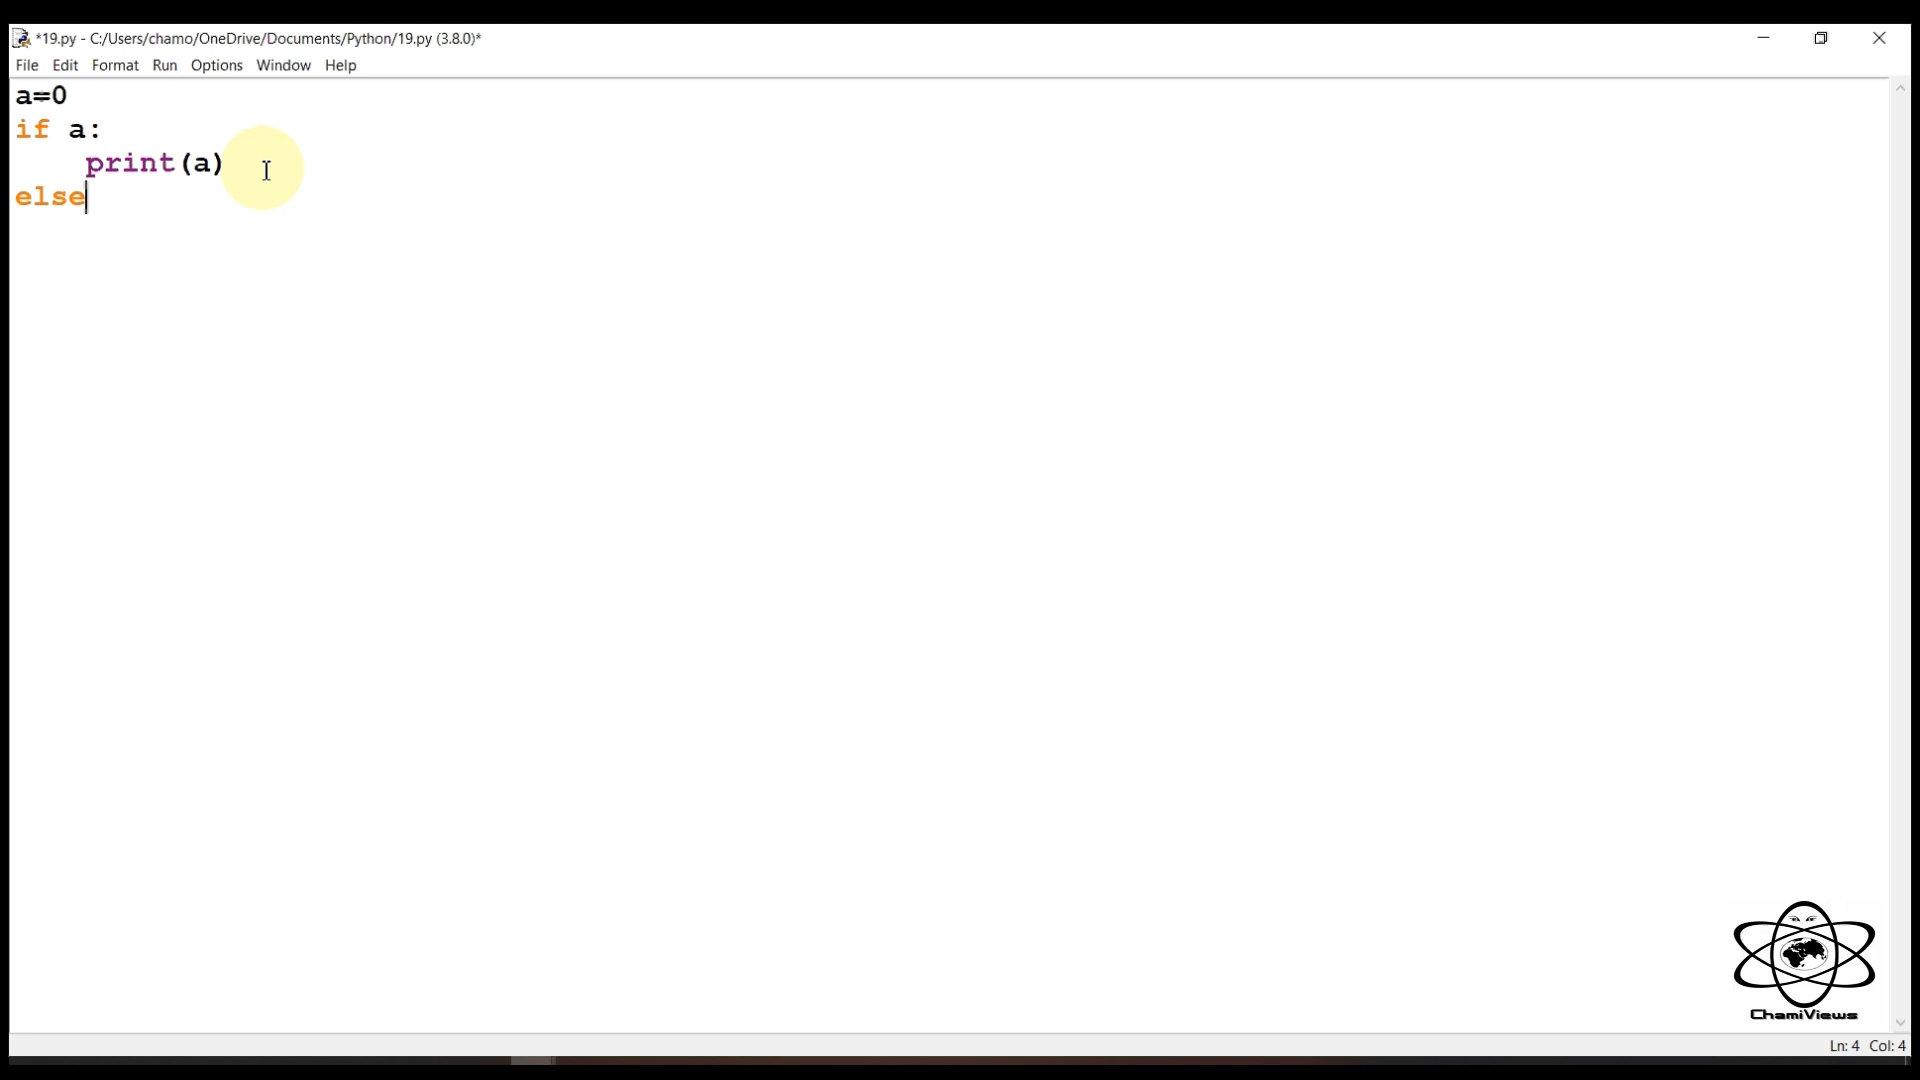 *19.py - C:/Users/chamo/OneDrive/Documents/Python/19.py (3.8.0)*
File Edit Format Run Options Window Help
a=0
if a:
    print(a)
else
ChamiViews
Ln: 4 Col: 4